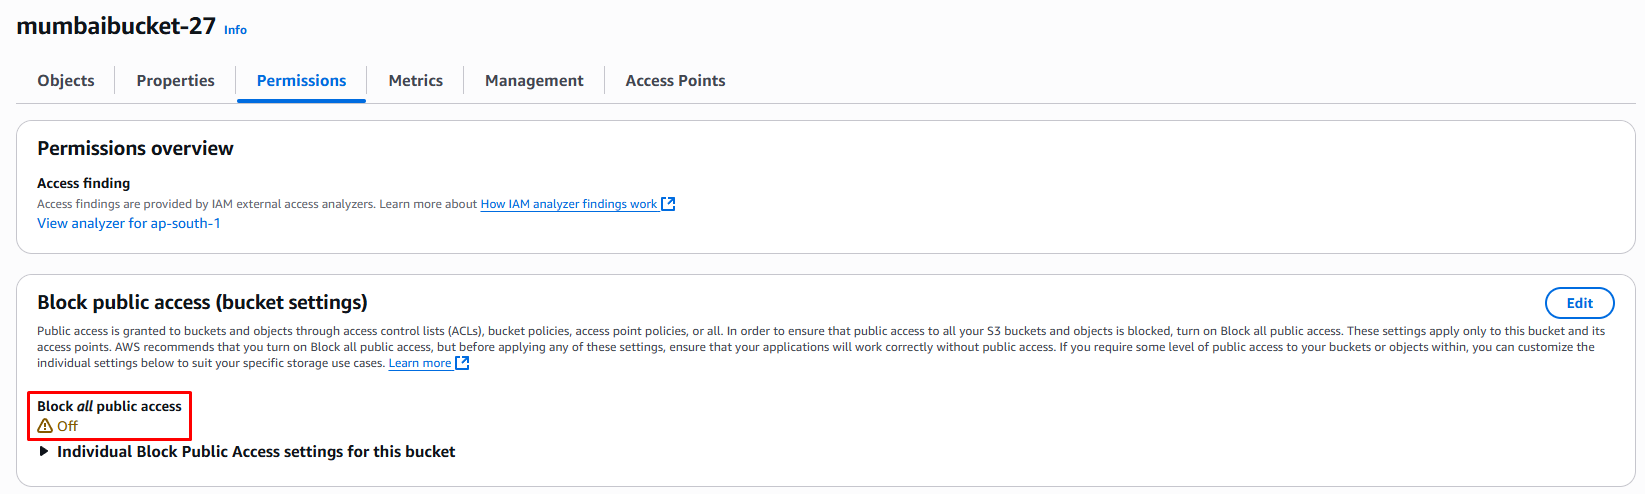 mumbaibucket-27 Info
Objects Properties Permissions Metrics Management Access Points
Permissions overview
Access finding
Access findings are provided by IAM external access analyzers. Learn more about How IAM analyzer findings work
View analyzer for ap-south-1
Block public access (bucket settings) Edit
Public access is granted to buckets and objects through access control lists (ACLs), bucket policies, access point policies, or all. In order to ensure that public access to all your S3 buckets and objects is blocked, turn on Block all public access. These settings apply only to this bucket and its
access points. AWS recommends that you turn on Block all public access, but before applying any of these settings, ensure that your applications will work correctly without public access. If you require some level of public access to your buckets or objects within, you can customize the
individual settings below to suit your specific storage use cases. Learn more
Block all public access
Off
Individual Block Public Access settings for this bucket